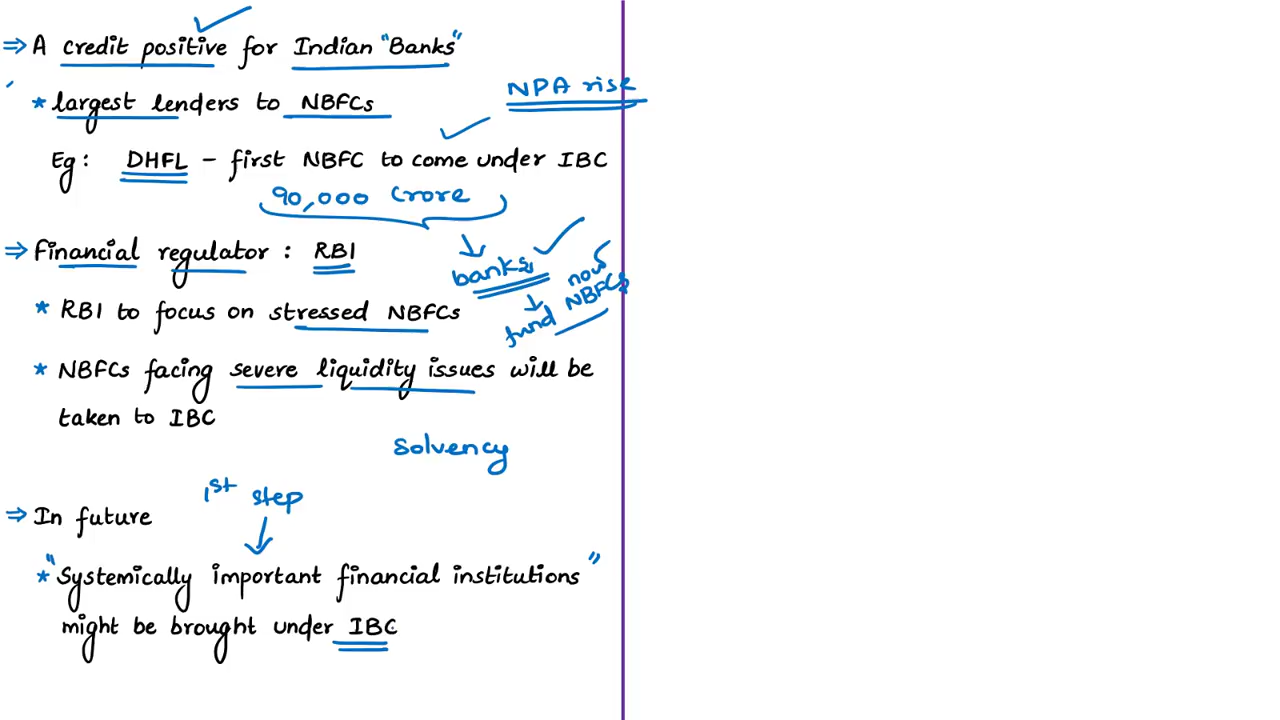 ⇒ A credit positive for Indian "Banks"
NPA rise
* largest lenders to NBFCs
Eg: DHFL - first NBFC to come under IBC
90,000 Crore
⇒ Financial regulator : RBI
banks
now
NBFCs
fund
* RBI to focus on stressed NBFCs
* NBFCs facing severe liquidity issues will be
taken to IBC
Solvency
1st step
⇒ In future
* "Systemically important financial institutions"
might be brought under IBC